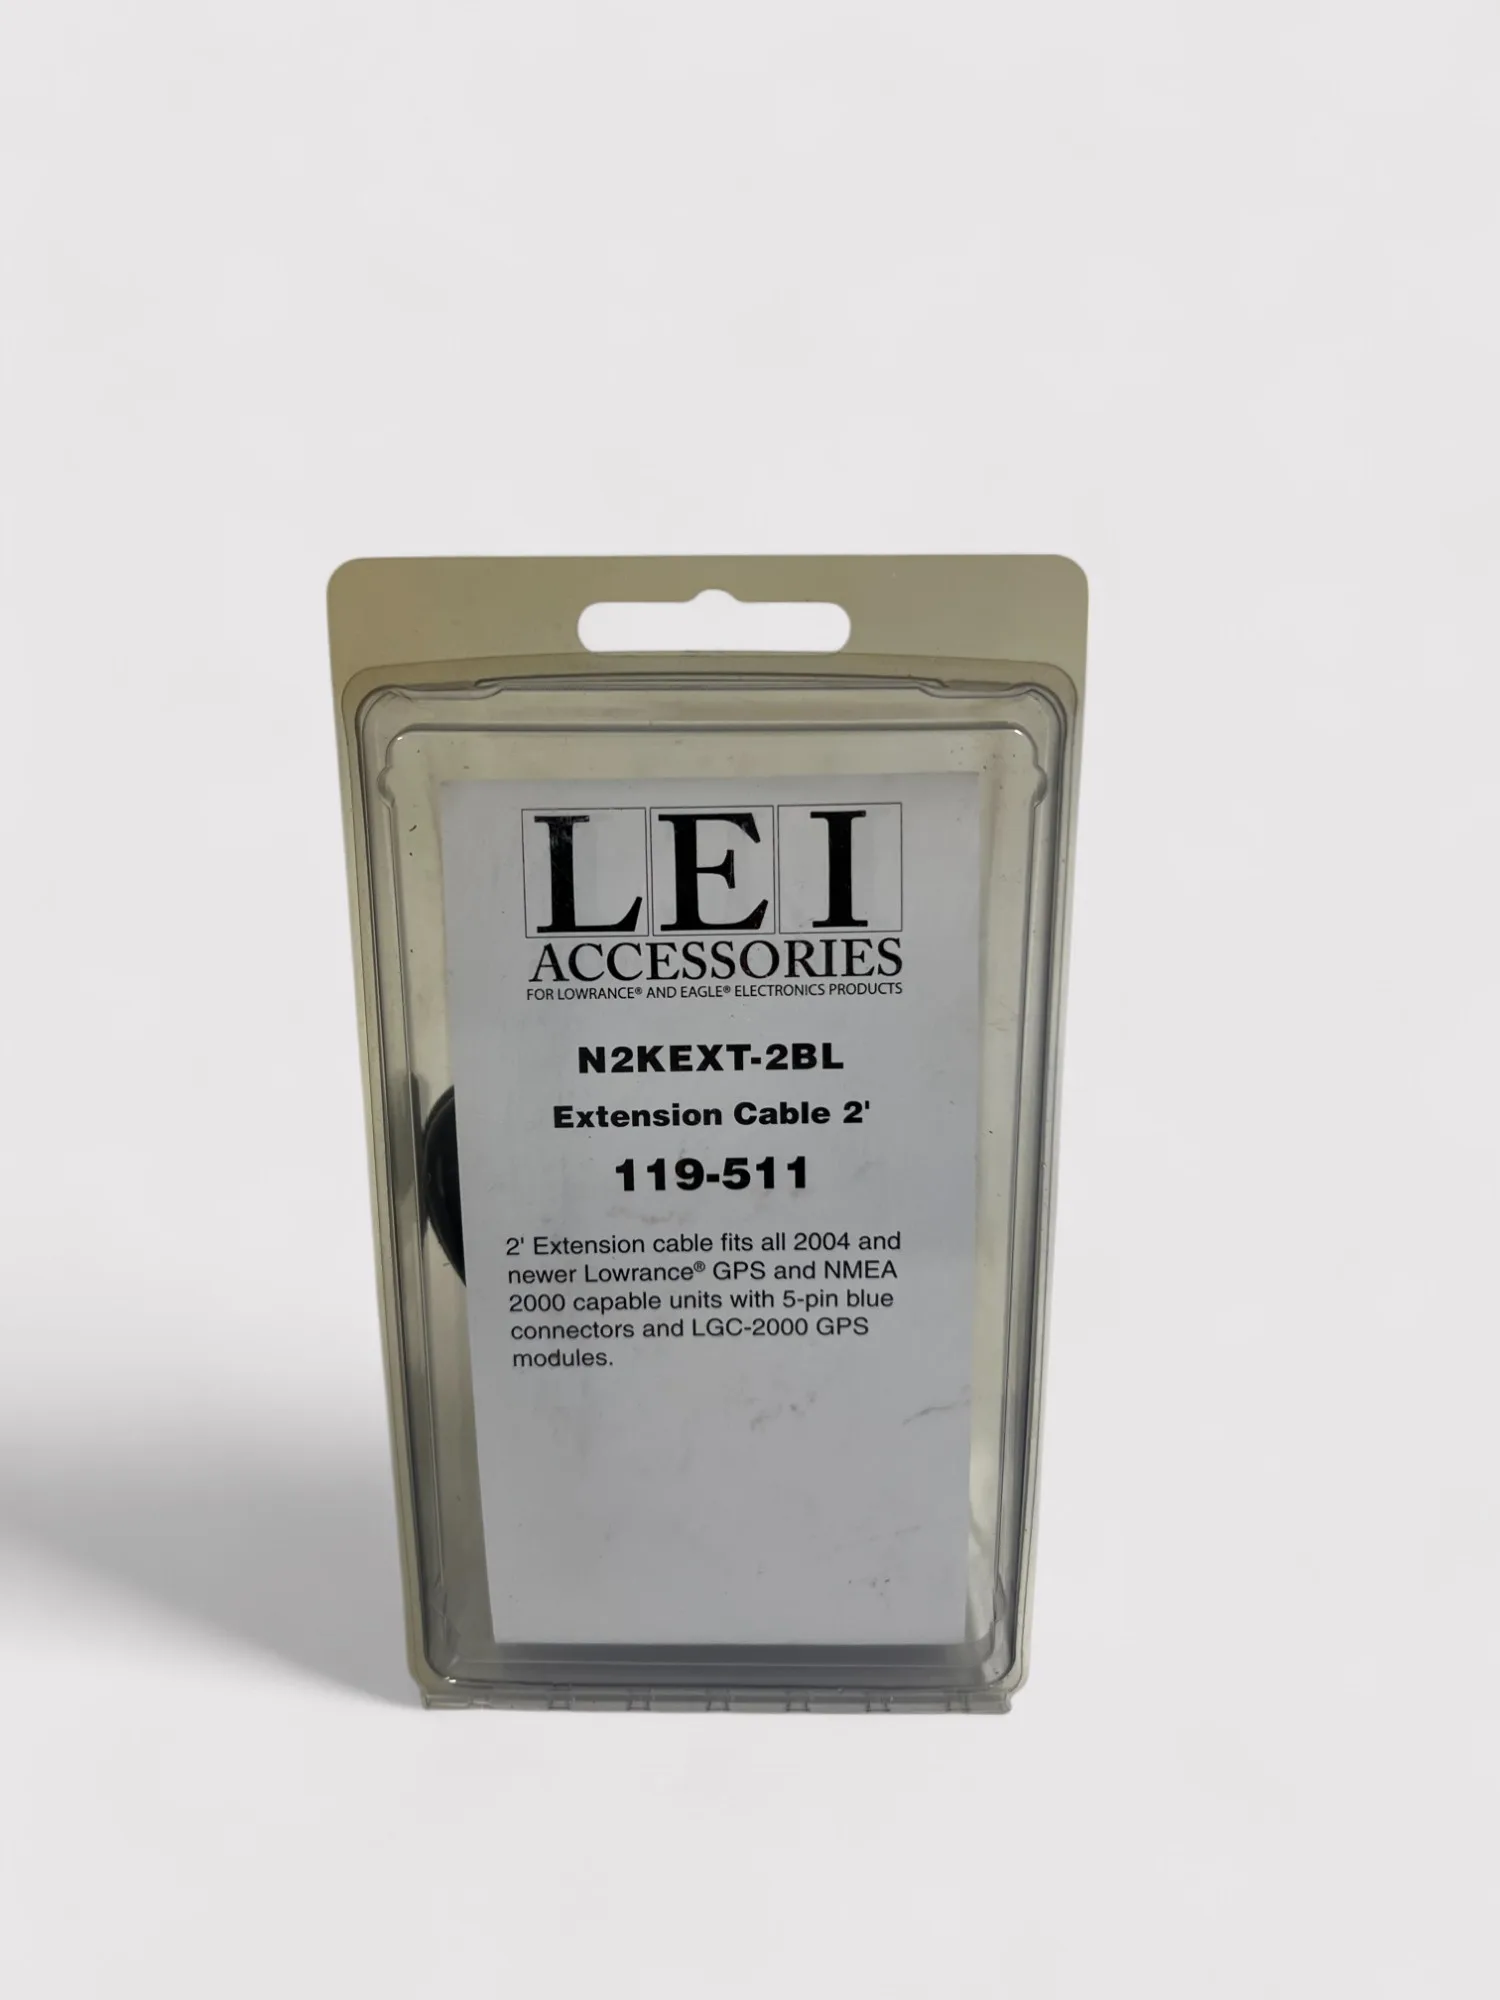 LEI
ACCESSORIES
FOR LOWRANCE® AND EAGLE® ELECTRONICS PRODUCTS
N2KEXT-2BL
Extension Cable 2'
119-511
2' Extension cable fits all 2004 and
newer Lowrance® GPS and NMEA
2000 capable units with 5-pin blue
connectors and LGC-2000 GPS
modules.